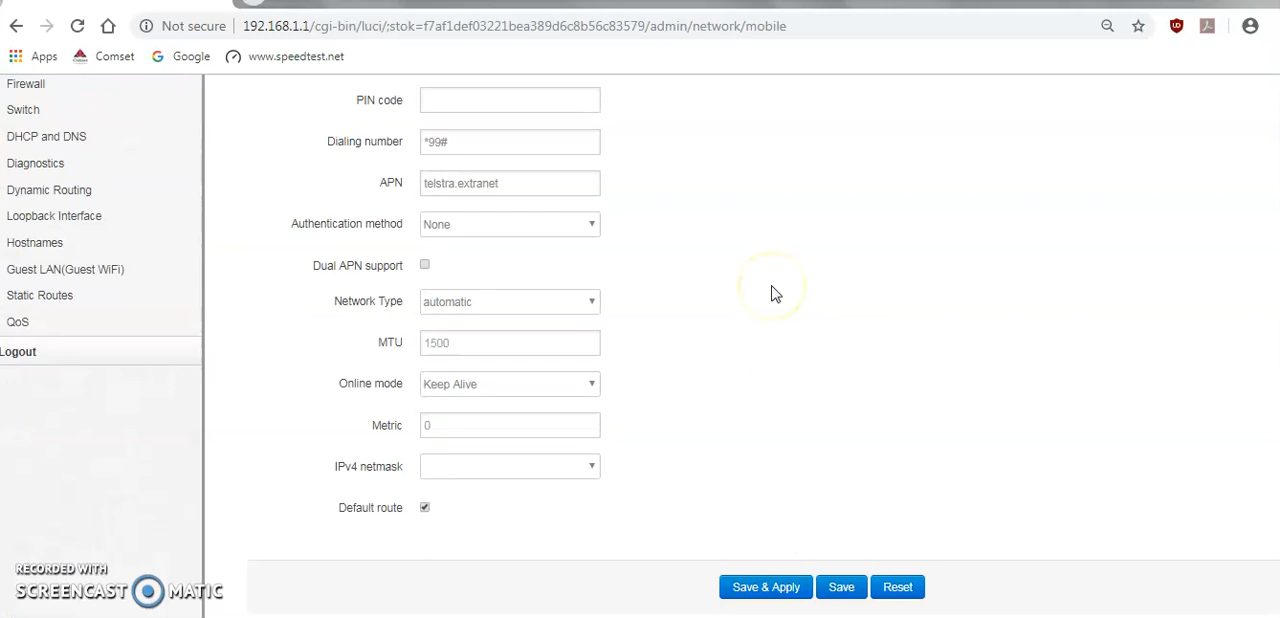 Not secure | 192.168.1.1/cgi-bin/luci/;stok=f7af1def03221bea389d6c8b56c83579/admin/network/mobile
Apps Comset Google www.speedtest.net
Firewall
Switch
DHCP and DNS
Diagnostics
Dynamic Routing
Loopback Interface
Hostnames
Guest LAN(Guest WiFi)
Static Routes
QoS
Logout
PIN code
Dialing number *99#
APN telstra.extranet
Authentication method None
Dual APN support
Network Type automatic
MTU 1500
Online mode Keep Alive
Metric 0
IPv4 netmask
Default route
Save & Apply Save Reset
RECORDED WITH
SCREENCAST MATIC